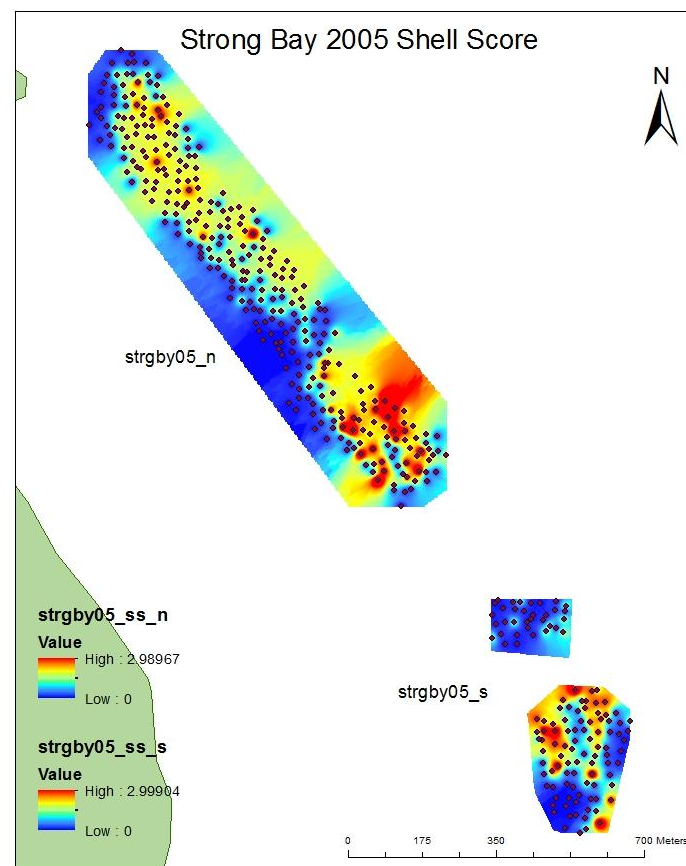 Strong Bay 2005 Shell Score
N
strgby05_n
strgby05_ss_n
Value
High : 2.98967
Low : 0
strgby05_s
strgby05_ss_s
Value
High : 2.99904
Low : 0
0 175 350 700 Meters